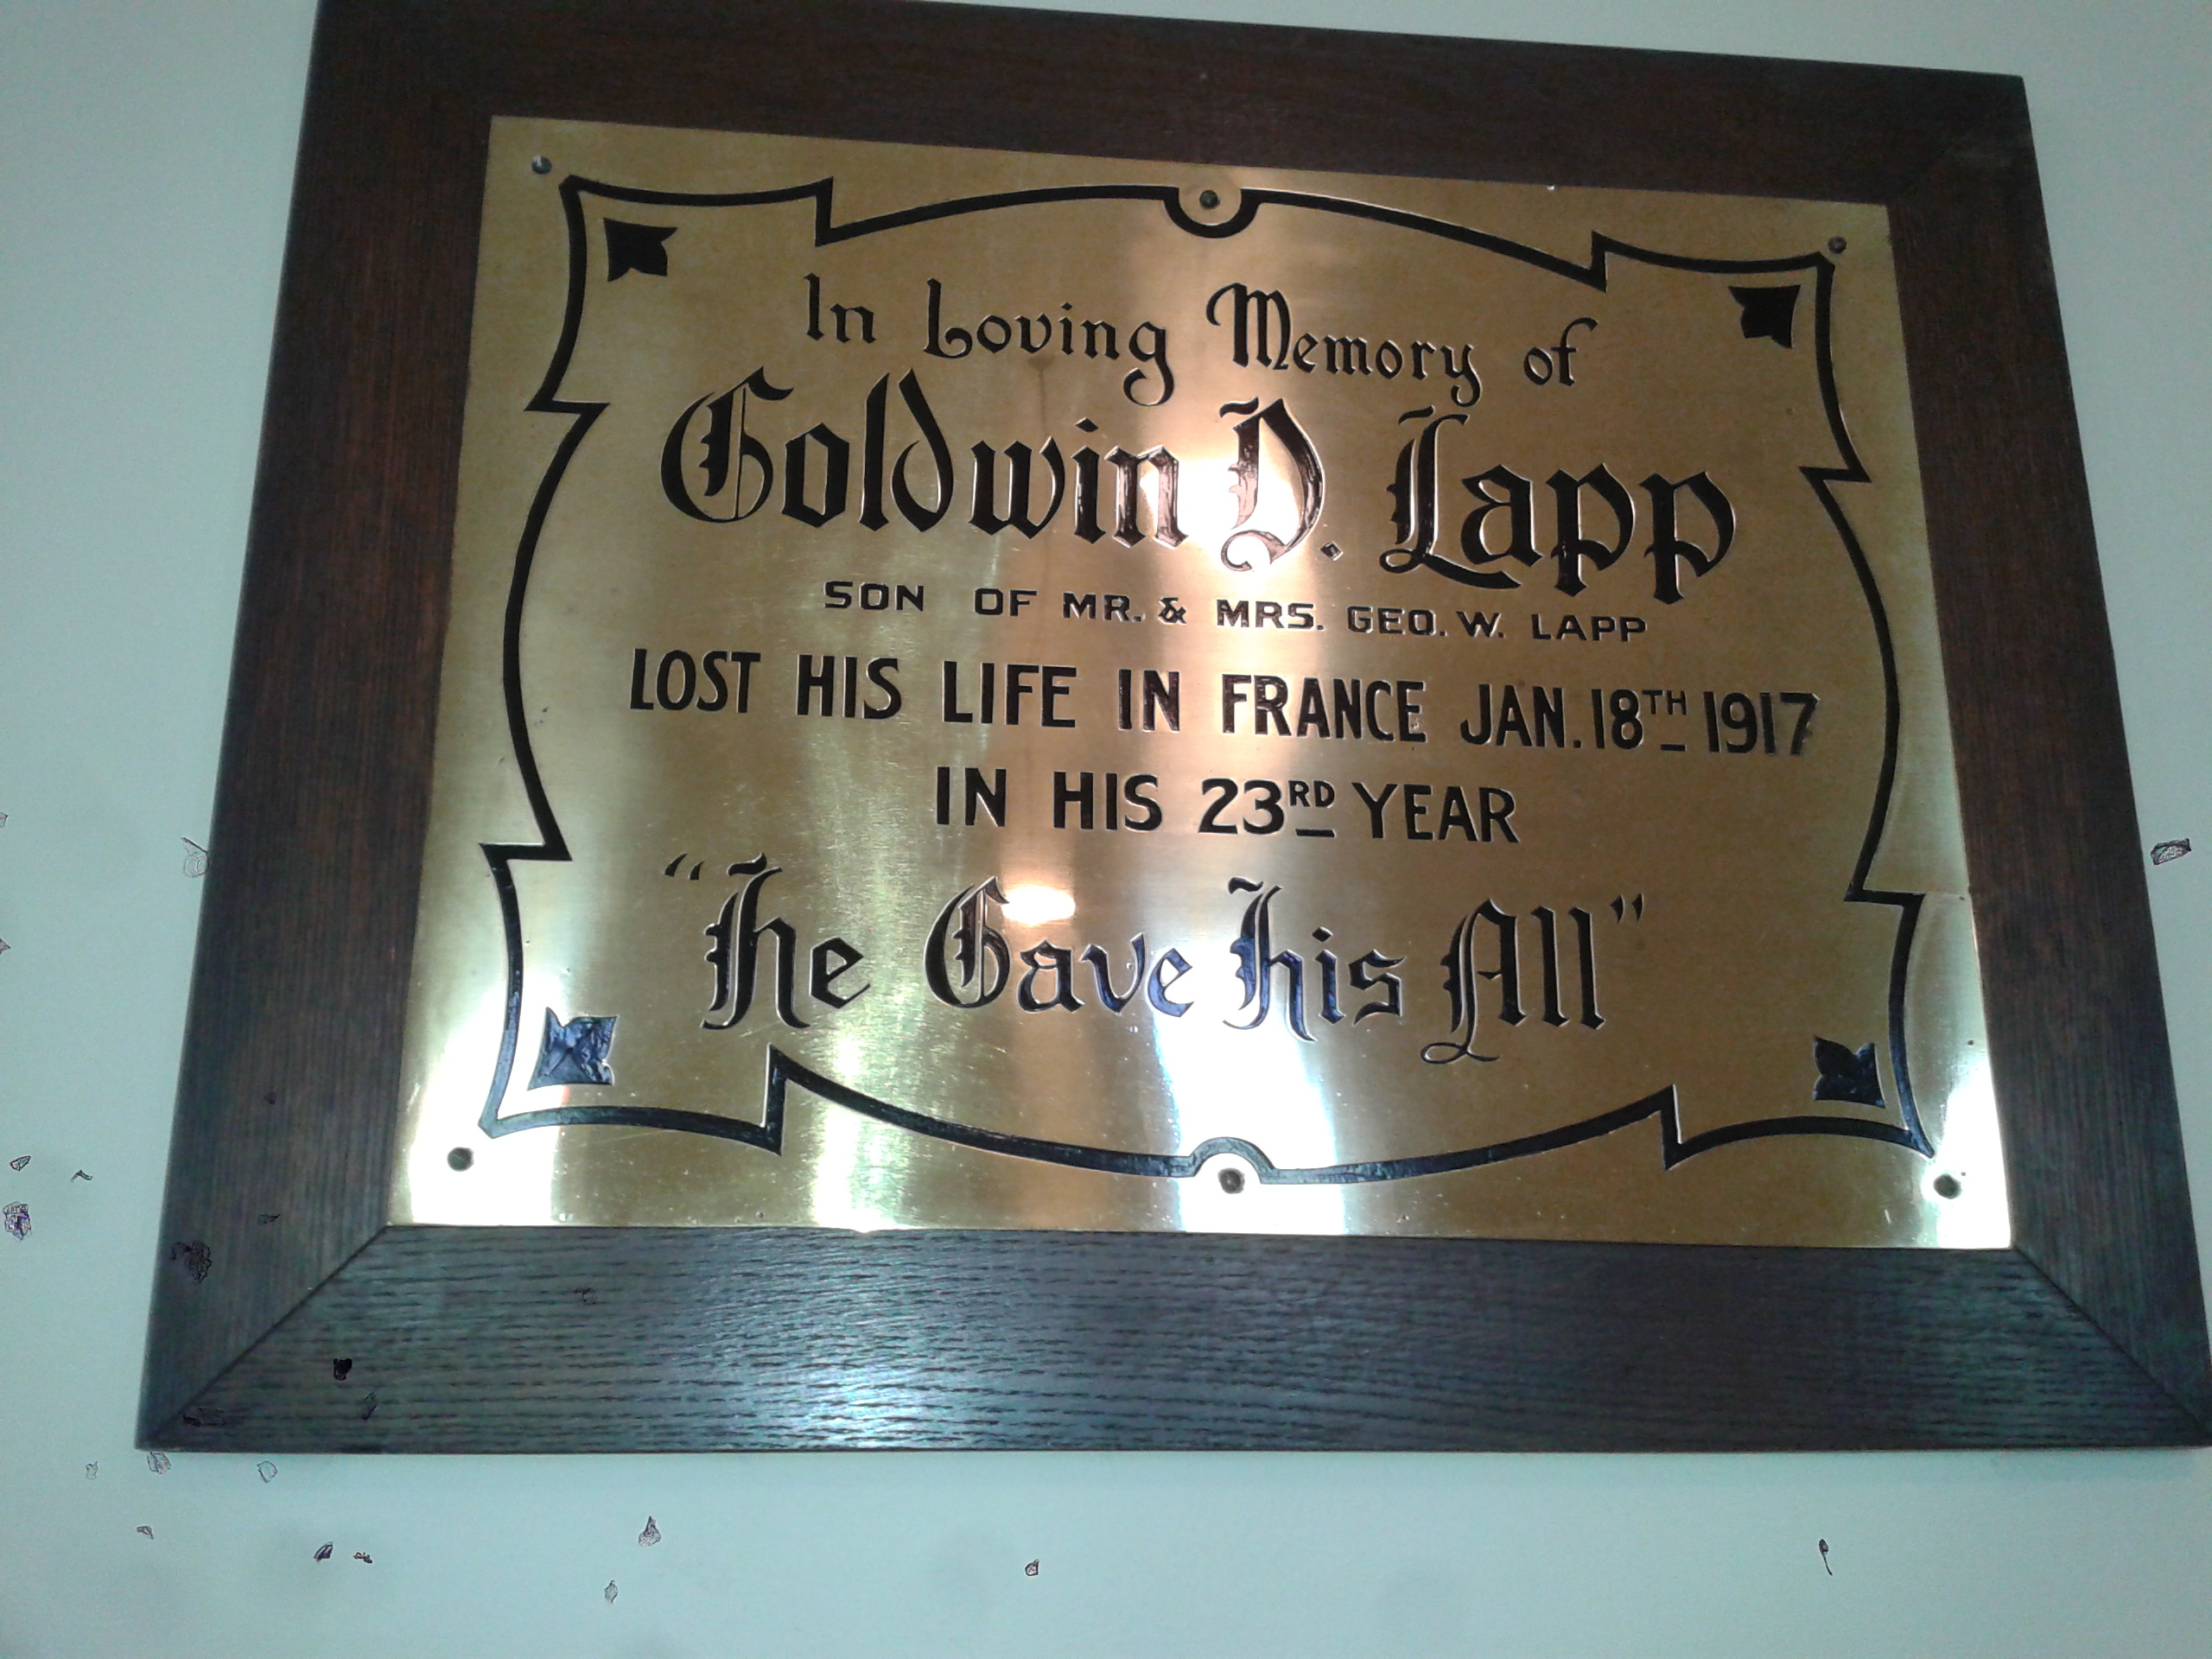 In Loving Memory of
Goldwin D. Lapp
SON OF MR. & MRS. GEO. W. LAPP
LOST HIS LIFE IN FRANCE JAN. 18TH 1917
IN HIS 23RD YEAR
"He Gave His All"